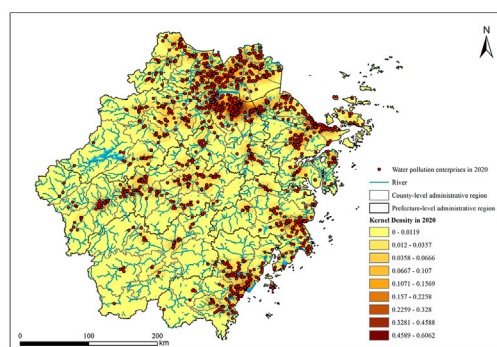 N
Water pollution enterprises in 2020
River
County-level administrative region
Prefecture-level administrative region
Kernel Density in 2020
0 - 0.0119
0.012 - 0.0357
0.0358 - 0.0666
0.0667 - 0.107
0.1071 - 0.1569
0.157 - 0.2258
0.2259 - 0.328
0.3281 - 0.4588
0.4589 - 0.6062
0 100 200
km